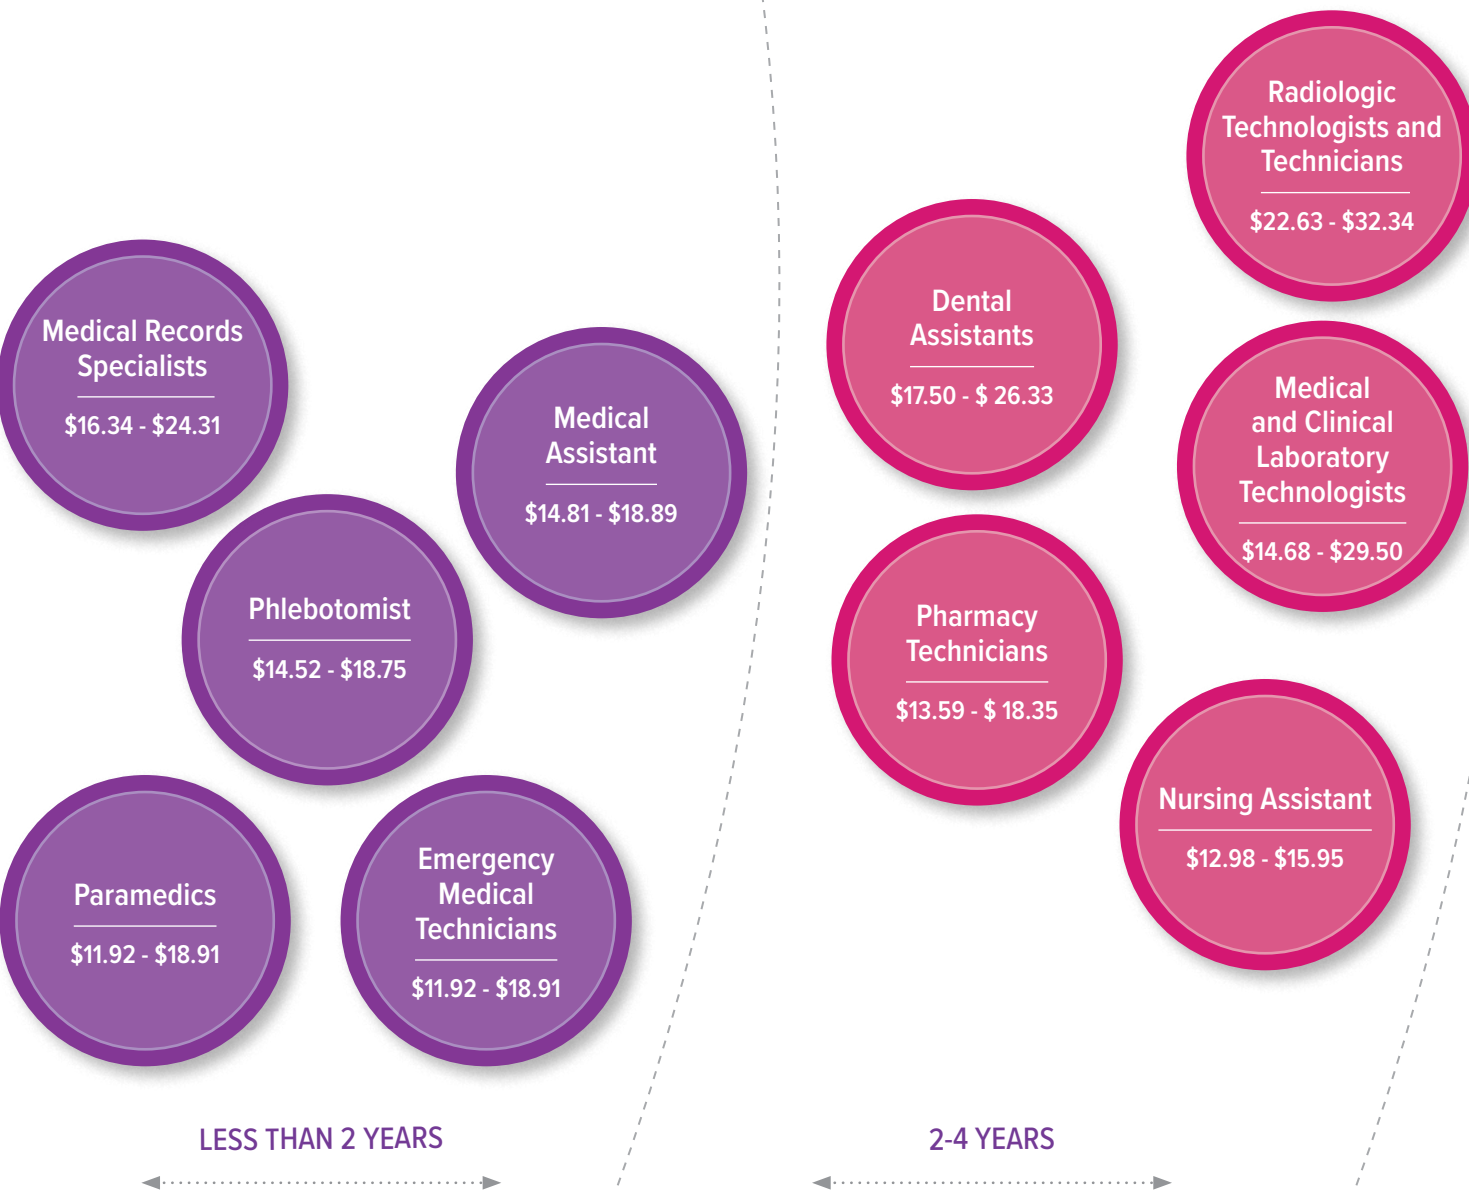 Medical Records
Specialists
$16.34 - $24.31
Medical
Assistant
$14.81 - $18.89
Phlebotomist
$14.52 - $18.75
Paramedics
$11.92 - $18.91
Emergency
Medical
Technicians
$11.92 - $18.91
LESS THAN 2 YEARS
Radiologic
Technologists and
Technicians
$22.63 - $32.34
Dental
Assistants
$17.50 - $ 26.33
Medical
and Clinical
Laboratory
Technologists
$14.68 - $29.50
Pharmacy
Technicians
$13.59 - $ 18.35
Nursing Assistant
$12.98 - $15.95
2-4 YEARS